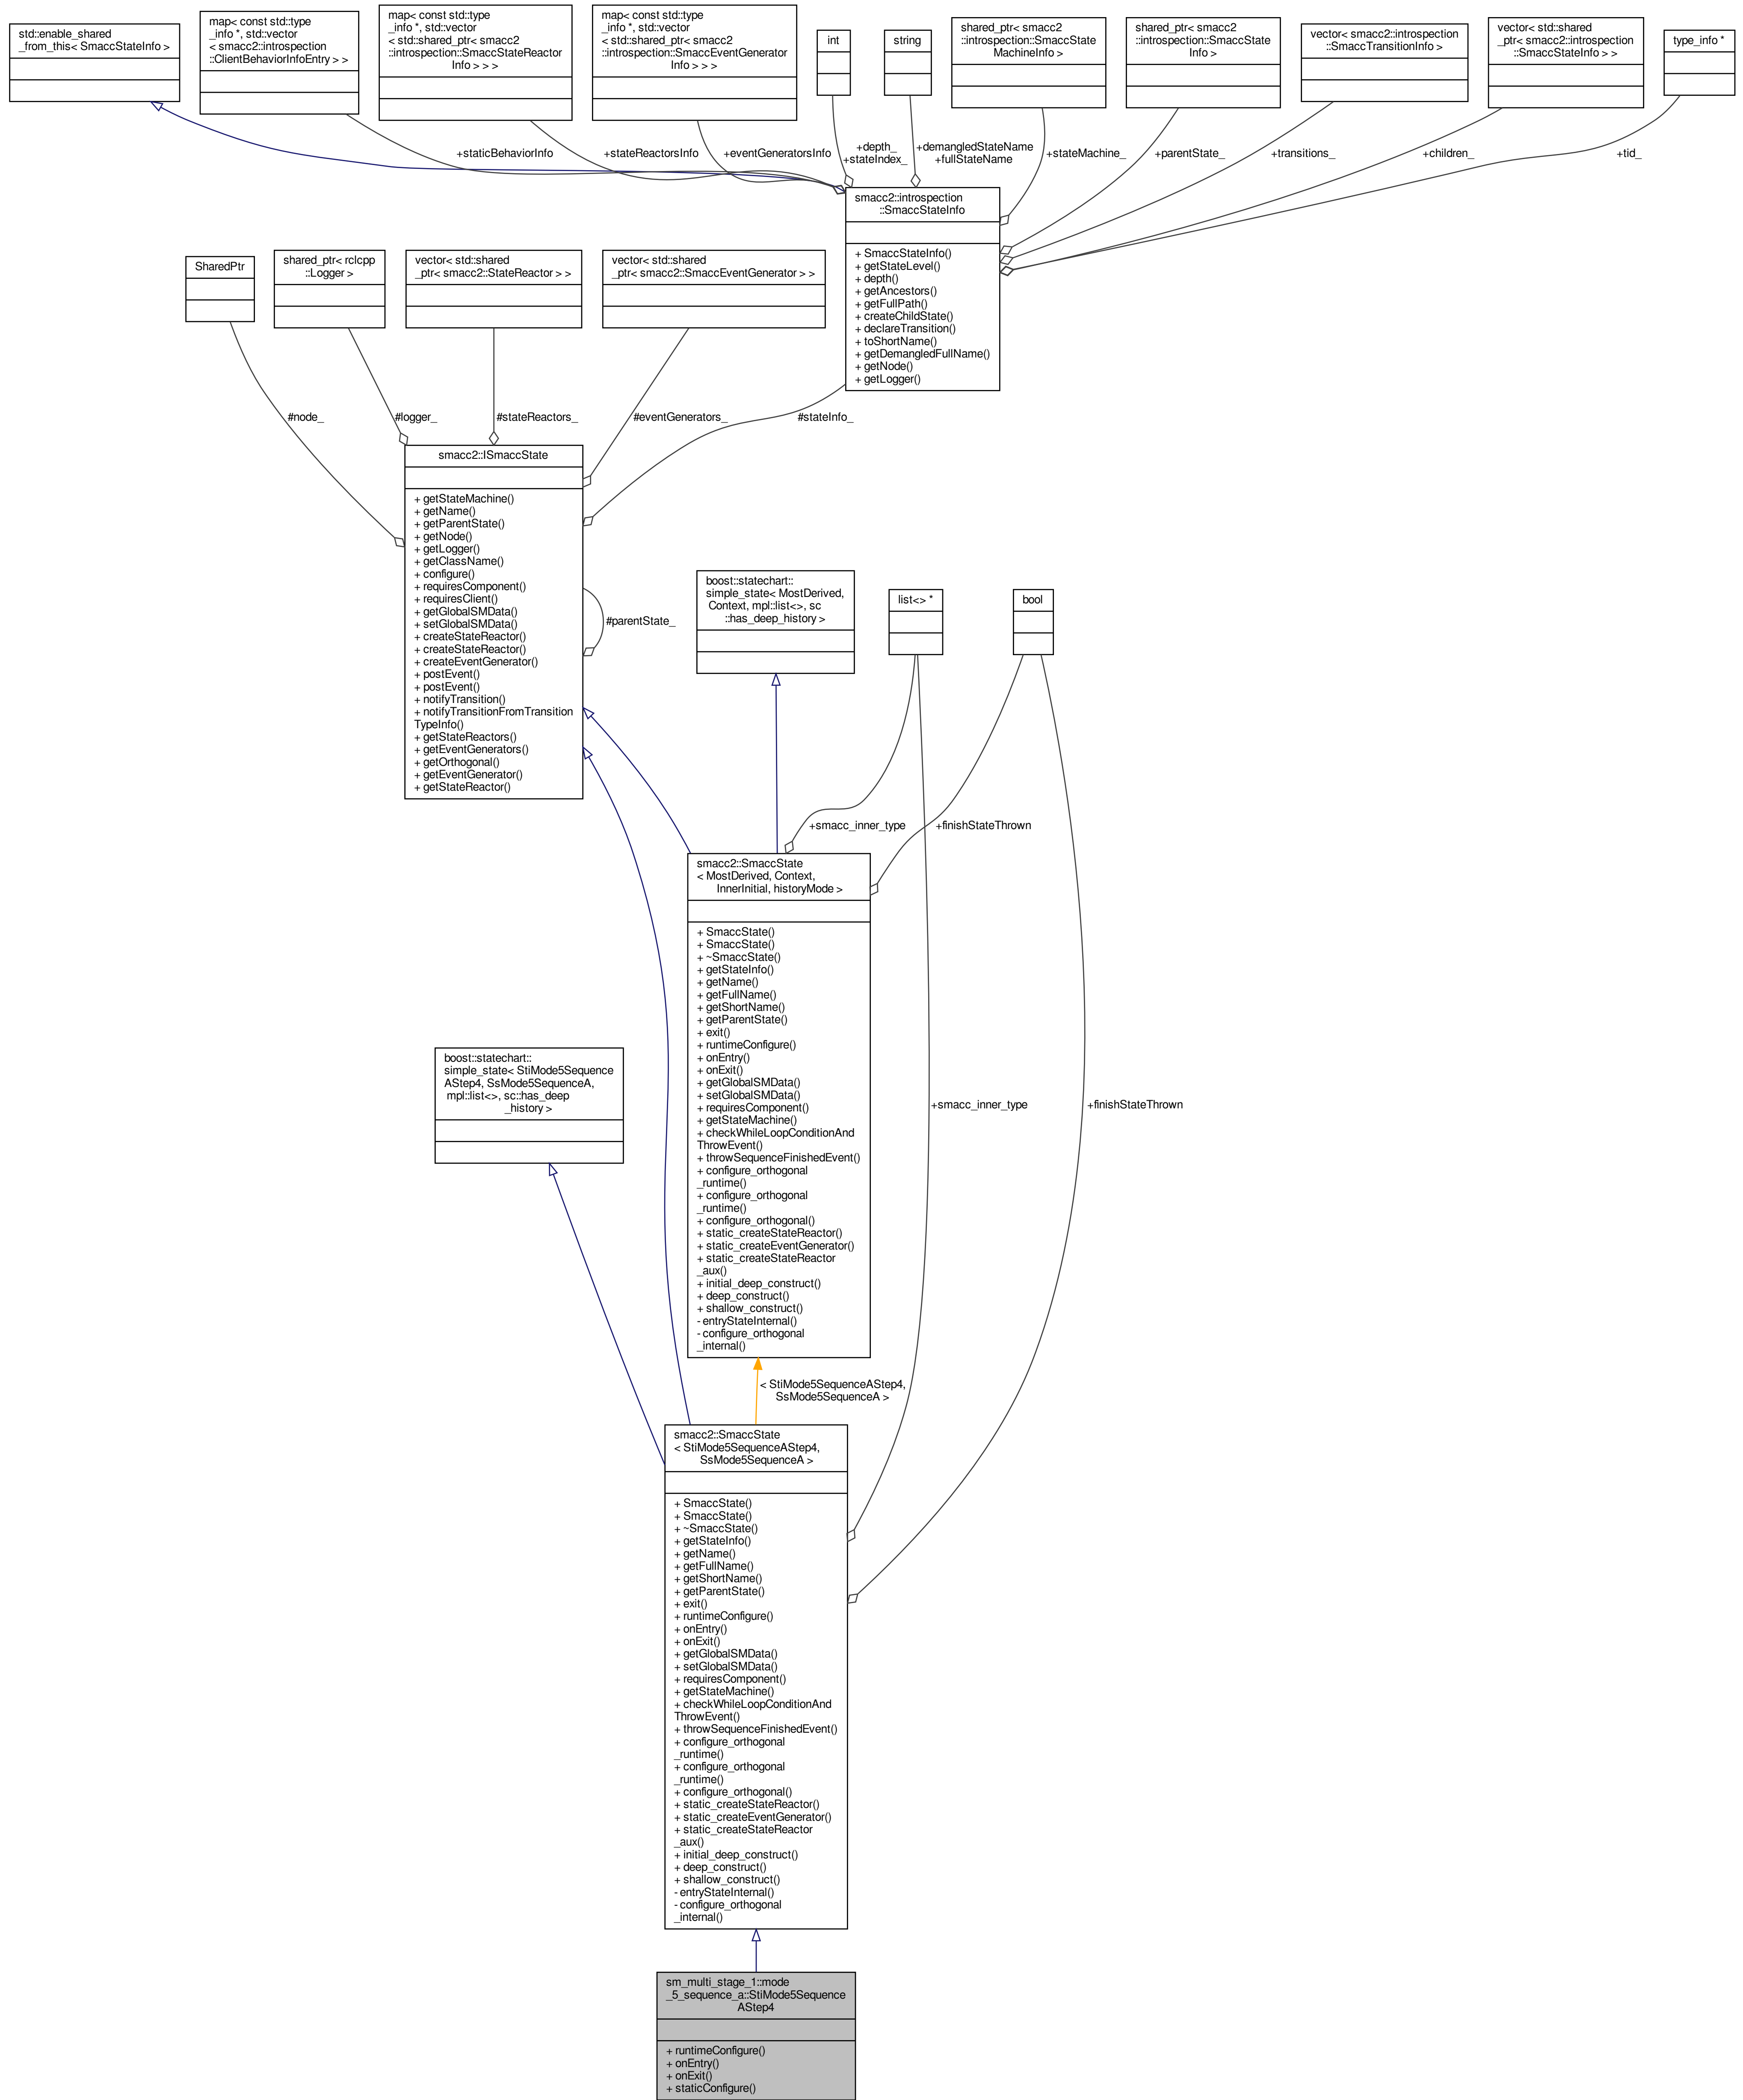 std::enable_shared
_from_this< SmaccStateInfo >
map< const std::type
_info *, std::vector
< smacc2::introspection
::ClientBehaviorInfoEntry > >
map< const std::type
_info *, std::vector
< std::shared_ptr< smacc2
::introspection::SmaccStateReactor
Info > > >
map< const std::type
_info *, std::vector
< std::shared_ptr< smacc2
::introspection::SmaccEventGenerator
Info > > >
int
string
shared_ptr< smacc2
::introspection::SmaccState
MachineInfo >
shared_ptr< smacc2
::introspection::SmaccState
Info >
vector< smacc2::introspection
::SmaccTransitionInfo >
vector< std::shared
_ptr< smacc2::introspection
::SmaccStateInfo > >
type_info *
+staticBehaviorInfo
+stateReactorsInfo
+eventGeneratorsInfo
+depth_
+stateIndex_
+demangledStateName
+fullStateName
+stateMachine_
+parentState_
+transitions_
+children_
+tid_
smacc2::introspection
::SmaccStateInfo
+ SmaccStateInfo()
+ getStateLevel()
+ depth()
+ getAncestors()
+ getFullPath()
+ createChildState()
+ declareTransition()
+ toShortName()
+ getDemangledFullName()
+ getNode()
+ getLogger()
SharedPtr
shared_ptr< rclcpp
::Logger >
vector< std::shared
_ptr< smacc2::StateReactor > >
vector< std::shared
_ptr< smacc2::SmaccEventGenerator > >
#node_
#logger_
#stateReactors_
#eventGenerators_
#stateInfo_
smacc2::ISmaccState
+ getStateMachine()
+ getName()
+ getParentState()
+ getNode()
+ getLogger()
+ getClassName()
+ configure()
+ requiresComponent()
+ requiresClient()
+ getGlobalSMData()
+ setGlobalSMData()
+ createStateReactor()
+ createStateReactor()
+ createEventGenerator()
+ postEvent()
+ postEvent()
+ notifyTransition()
+ notifyTransitionFromTransition
TypeInfo()
+ getStateReactors()
+ getEventGenerators()
+ getOrthogonal()
+ getEventGenerator()
+ getStateReactor()
#parentState_
boost::statechart::
simple_state< MostDerived,
Context, mpl::list<>, sc
::has_deep_history >
list<> *
bool
+smacc_inner_type
+finishStateThrown
smacc2::SmaccState
< MostDerived, Context,
InnerInitial, historyMode >
+ SmaccState()
+ SmaccState()
+ ~SmaccState()
+ getStateInfo()
+ getName()
+ getFullName()
+ getShortName()
+ getParentState()
+ exit()
+ runtimeConfigure()
+ onEntry()
+ onExit()
+ getGlobalSMData()
+ setGlobalSMData()
+ requiresComponent()
+ getStateMachine()
+ checkWhileLoopConditionAnd
ThrowEvent()
+ throwSequenceFinishedEvent()
+ configure_orthogonal
_runtime()
+ configure_orthogonal
_runtime()
+ configure_orthogonal()
+ static_createStateReactor()
+ static_createEventGenerator()
+ static_createStateReactor
_aux()
+ initial_deep_construct()
+ deep_construct()
+ shallow_construct()
- entryStateInternal()
- configure_orthogonal
_internal()
boost::statechart::
simple_state< StiMode5Sequence
AStep4, SsMode5SequenceA,
mpl::list<>, sc::has_deep
_history >
+smacc_inner_type
+finishStateThrown
< StiMode5SequenceAStep4,
SsMode5SequenceA >
smacc2::SmaccState
< StiMode5SequenceAStep4,
SsMode5SequenceA >
+ SmaccState()
+ SmaccState()
+ ~SmaccState()
+ getStateInfo()
+ getName()
+ getFullName()
+ getShortName()
+ getParentState()
+ exit()
+ runtimeConfigure()
+ onEntry()
+ onExit()
+ getGlobalSMData()
+ setGlobalSMData()
+ requiresComponent()
+ getStateMachine()
+ checkWhileLoopConditionAnd
ThrowEvent()
+ throwSequenceFinishedEvent()
+ configure_orthogonal
_runtime()
+ configure_orthogonal
_runtime()
+ configure_orthogonal()
+ static_createStateReactor()
+ static_createEventGenerator()
+ static_createStateReactor
_aux()
+ initial_deep_construct()
+ deep_construct()
+ shallow_construct()
- entryStateInternal()
- configure_orthogonal
_internal()
sm_multi_stage_1::mode
_5_sequence_a::StiMode5Sequence
AStep4
+ runtimeConfigure()
+ onEntry()
+ onExit()
+ staticConfigure()